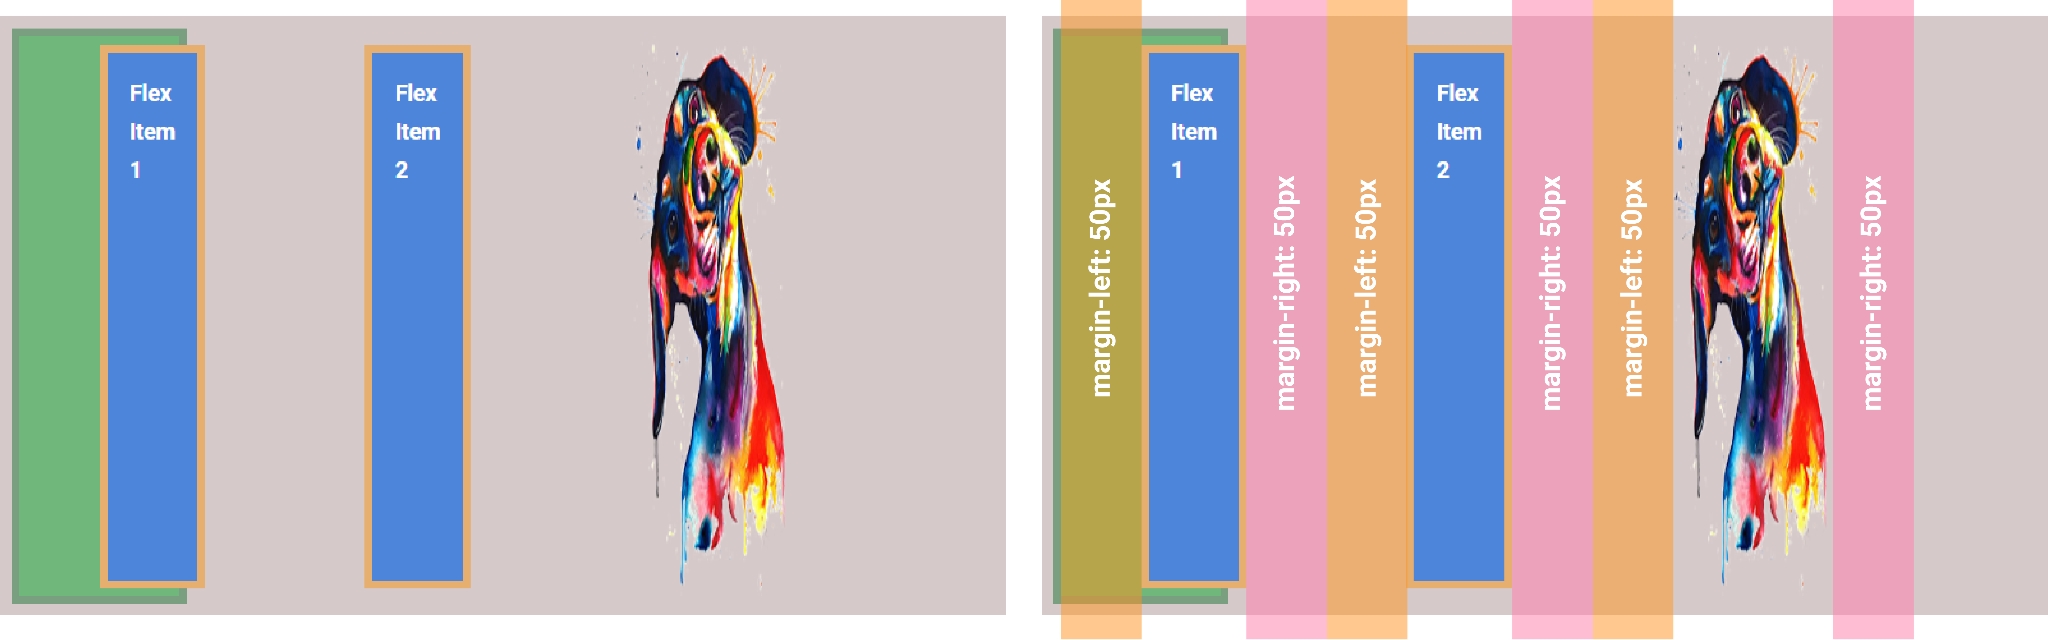 Flex
Item
1
Flex
Item
2
Flex
Item
1
Flex
Item
2
margin-left: 50px
margin-right: 50px
margin-left: 50px
margin-right: 50px
margin-left: 50px
margin-right: 50px